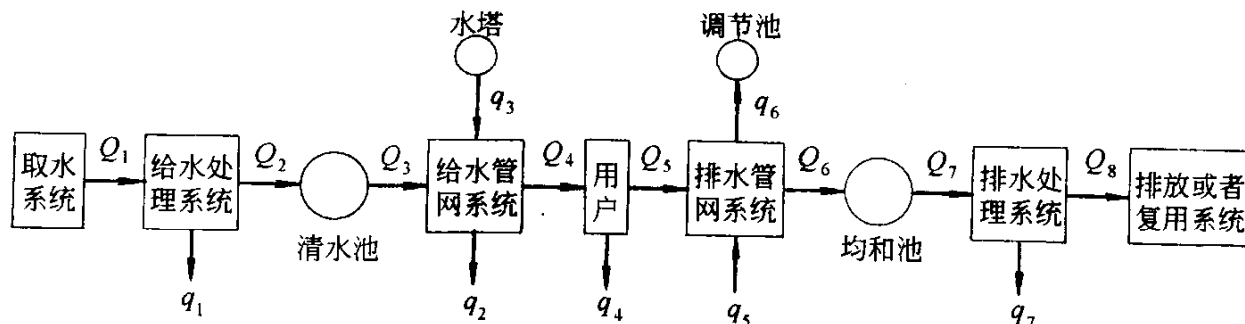 水塔
调节池
q3
q6
取水
系统
Q1
给水处
理系统
Q2
Q3
给水管
网系统
Q4
用
户
Q5
排水管
网系统
Q6
Q7
排水处
理系统
Q8
排放或者
复用系统
清水池
均和池
q1
q2
q4
q5
q7